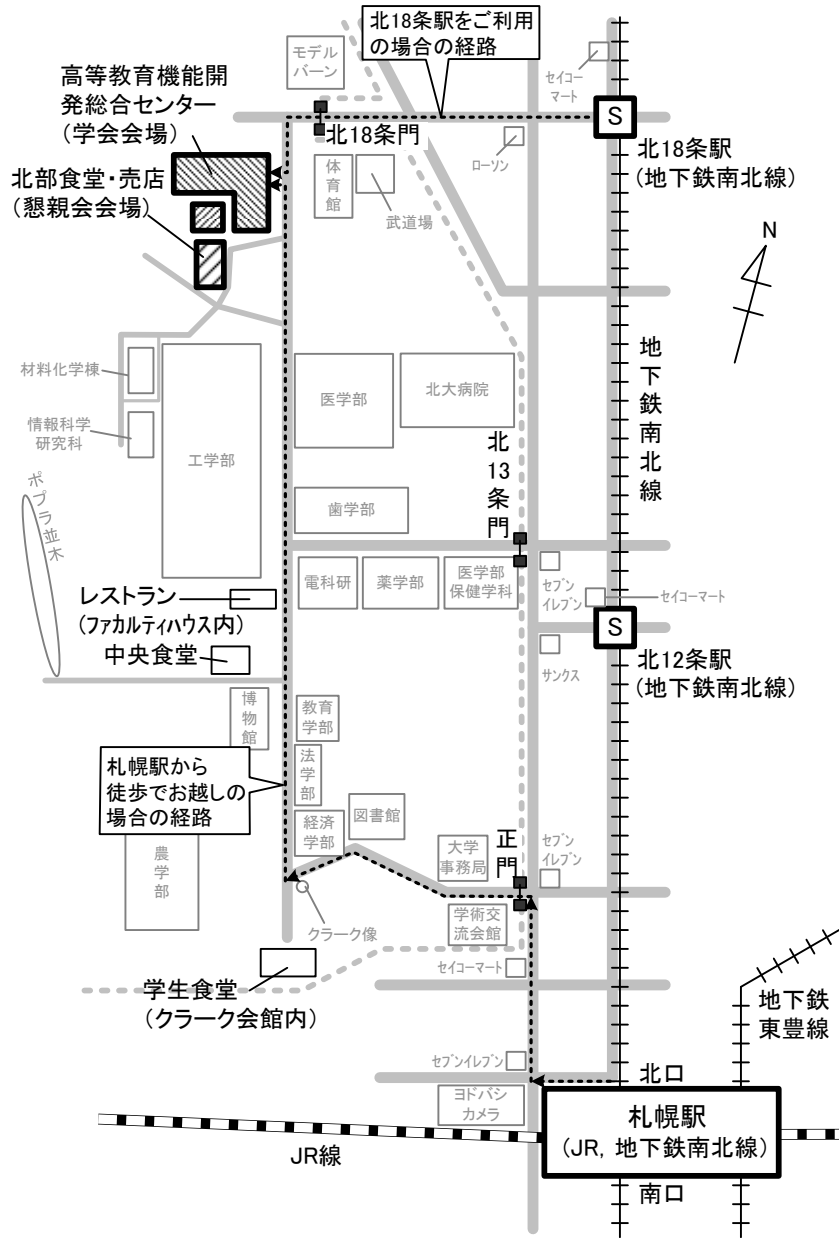 北18条駅をご利用
の場合の経路
モデル
バーン
セイコー
マート
高等教育機能開
発総合センター
(学会会場)
S
北18条門
ローソン
北18条駅
(地下鉄南北線)
北部食堂・売店
(懇親会会場)
体育館
武道場
N
地下鉄南北線
材料化学棟
医学部
北大病院
情報科学
研究科
工学部
北13条門
ポプラ並木
歯学部
電科研
薬学部
医学部
保健学科
セブン
イレブン
セイコーマート
レストラン
(ファカルティハウス内)
S
中央食堂
サンクス
北12条駅
(地下鉄南北線)
博物館
教育
学部
札幌駅から
徒歩でお越しの
場合の経路
法学部
経済
学部
図書館
大学
事務局
正門
セブン
イレブン
農学部
クラーク像
学術交
流会館
セイコーマート
学生食堂
(クラーク会館内)
地下鉄
東豊線
セブンイレブン
北口
ヨドバシ
カメラ
札幌駅
(JR, 地下鉄南北線)
JR線
南口